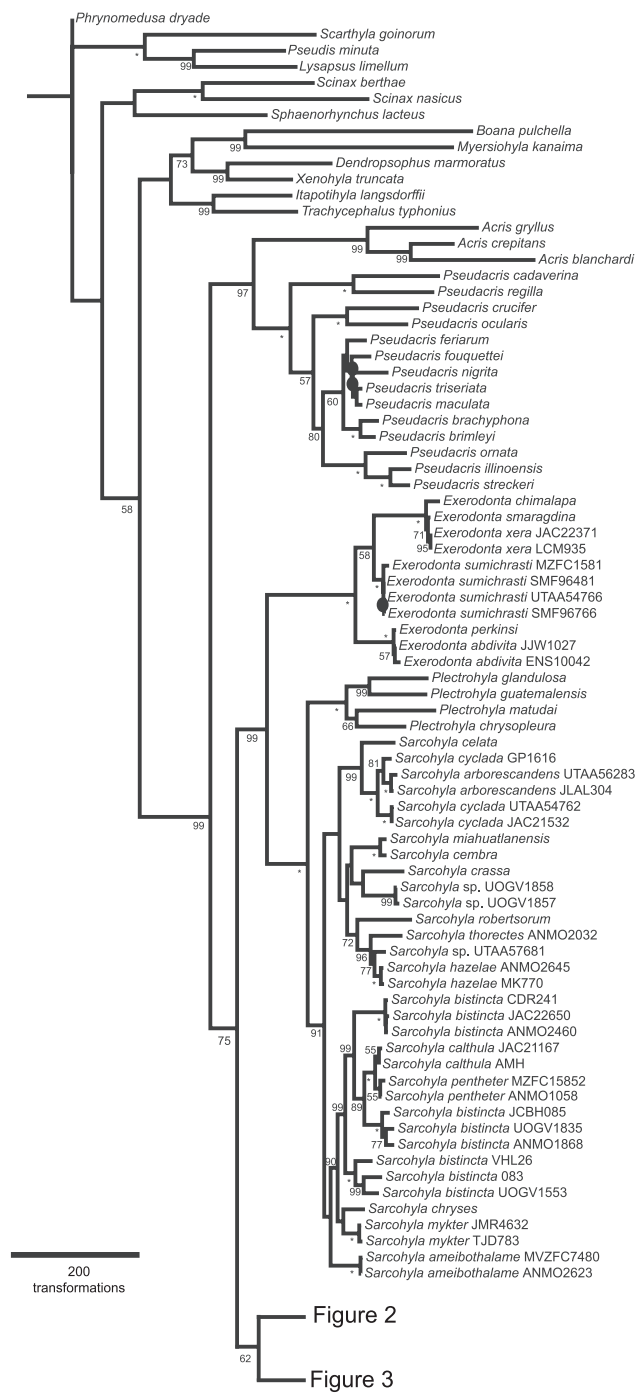 Phrynomedusa dryade
Scarthyla goinorum
*
Pseudis minuta
99
Lysapsus limellum
Scinax berthae
*
Scinax nasicus
Sphaenorhynchus lacteus
Boana pulchella
99
Myersiohyla kanaima
73
Dendropsophus marmoratus
99
Xenohyla truncata
Itapotihyla langsdorffii
99
Trachycephalus typhonius
Acris gryllus
99
Acris crepitans
99
Acris blanchardi
97
Pseudacris cadaverina
*
Pseudacris regilla
*
Pseudacris crucifer
*
Pseudacris ocularis
57
Pseudacris feriarum
Pseudacris fouquettei
Pseudacris nigrita
Pseudacris triseriata
60
Pseudacris maculata
Pseudacris brachyphona
*
Pseudacris brimleyi
80
Pseudacris ornata
*
Pseudacris illinoensis
*
Pseudacris streckeri
58
Exerodonta chimalapa
*
Exerodonta smaragdina
71
Exerodonta xera JAC22371
95
Exerodonta xera LCM935
58
Exerodonta sumichrasti MZFC1581
*
Exerodonta sumichrasti SMF96481
Exerodonta sumichrasti UTAA54766
Exerodonta sumichrasti SMF96766
*
Exerodonta perkinsi
*
Exerodonta abdivita JJW1027
57
Exerodonta abdivita ENS10042
Plectrohyla glandulosa
99
Plectrohyla guatemalensis
*
Plectrohyla matudai
66
Plectrohyla chrysopleura
99
Sarcohyla celata
81
Sarcohyla cyclada GP1616
99
Sarcohyla arborescandens UTAA56283
*
Sarcohyla arborescandens JLAL304
*
Sarcohyla cyclada UTAA54762
*
Sarcohyla cyclada JAC21532
99
Sarcohyla miahuatlanensis
*
Sarcohyla cembra
*
Sarcohyla crassa
Sarcohyla sp. UOGV1858
99
Sarcohyla sp. UOGV1857
Sarcohyla robertsorum
72
Sarcohyla thorectes ANMO2032
96
Sarcohyla sp. UTAA57681
77
Sarcohyla hazelae ANMO2645
*
Sarcohyla hazelae MK770
Sarcohyla bistincta CDR241
*
Sarcohyla bistincta JAC22650
91
Sarcohyla bistincta ANMO2460
75
99
55
Sarcohyla calthula JAC21167
Sarcohyla calthula AMH
*
Sarcohyla pentheter MZFC15852
55
Sarcohyla pentheter ANMO1058
89
99
Sarcohyla bistincta JCBH085
*
Sarcohyla bistincta UOGV1835
77
Sarcohyla bistincta ANMO1868
90
Sarcohyla bistincta VHL26
*
Sarcohyla bistincta 083
99
Sarcohyla bistincta UOGV1553
Sarcohyla chryses
Sarcohyla mykter JMR4632
*
Sarcohyla mykter TJD783
Sarcohyla ameibothalame MVZFC7480
*
Sarcohyla ameibothalame ANMO2623
200
transformations
Figure 2
62
Figure 3